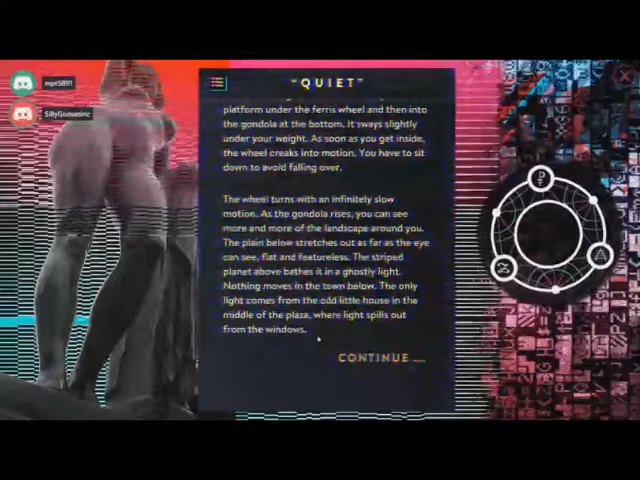 mpt5891
SillyGooseinc
"QUIET"
platform under the ferris wheel and then into
the gondola at the bottom. It sways slightly
under your weight. As soon as you get inside,
the wheel creaks into motion. You have to sit
down to avoid falling over.
The wheel turns with an infinitely slow
motion. As the gondola rises, you can see
more and more of the landscape around you.
The plain below stretches out as far as the eye
can see, flat and featureless. The striped
planet above bathes it in a ghostly light.
Nothing moves in the town below. The only
light comes from the odd little house in the
middle of the plaza, where light spills out
from the windows.
CONTINUE ...